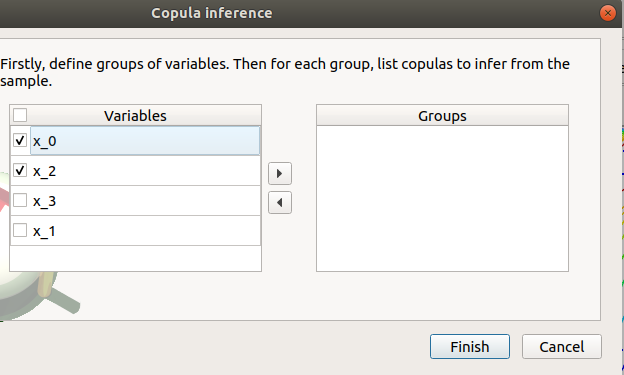 Copula inference
Firstly, define groups of variables. Then for each group, list copulas to infer from the
sample.
Variables
Groups
x_0
x_2
x_3
x_1
Finish
Cancel